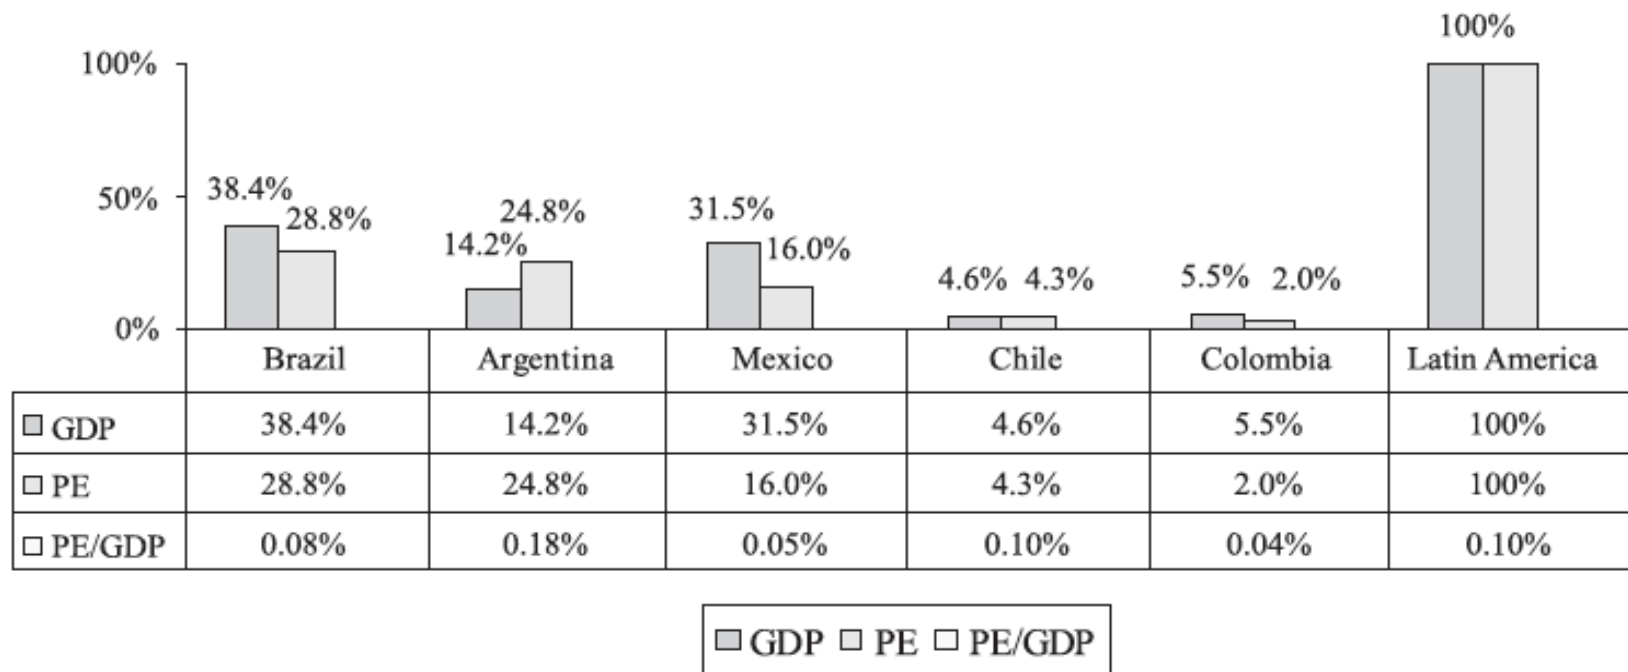 100%
100%
38.4%
50%
28.8%
24.8%
14.2%
31.5%
16.0%
4.6% 4.3%
5.5%
2.0%
0%
Brazil Argentina Mexico Chile Colombia Latin America
GDP 38.4% 14.2% 31.5% 4.6% 5.5% 100%
PE 28.8% 24.8% 16.0% 4.3% 2.0% 100%
PE/GDP 0.08% 0.18% 0.05% 0.10% 0.04% 0.10%
GDP PE PE/GDP